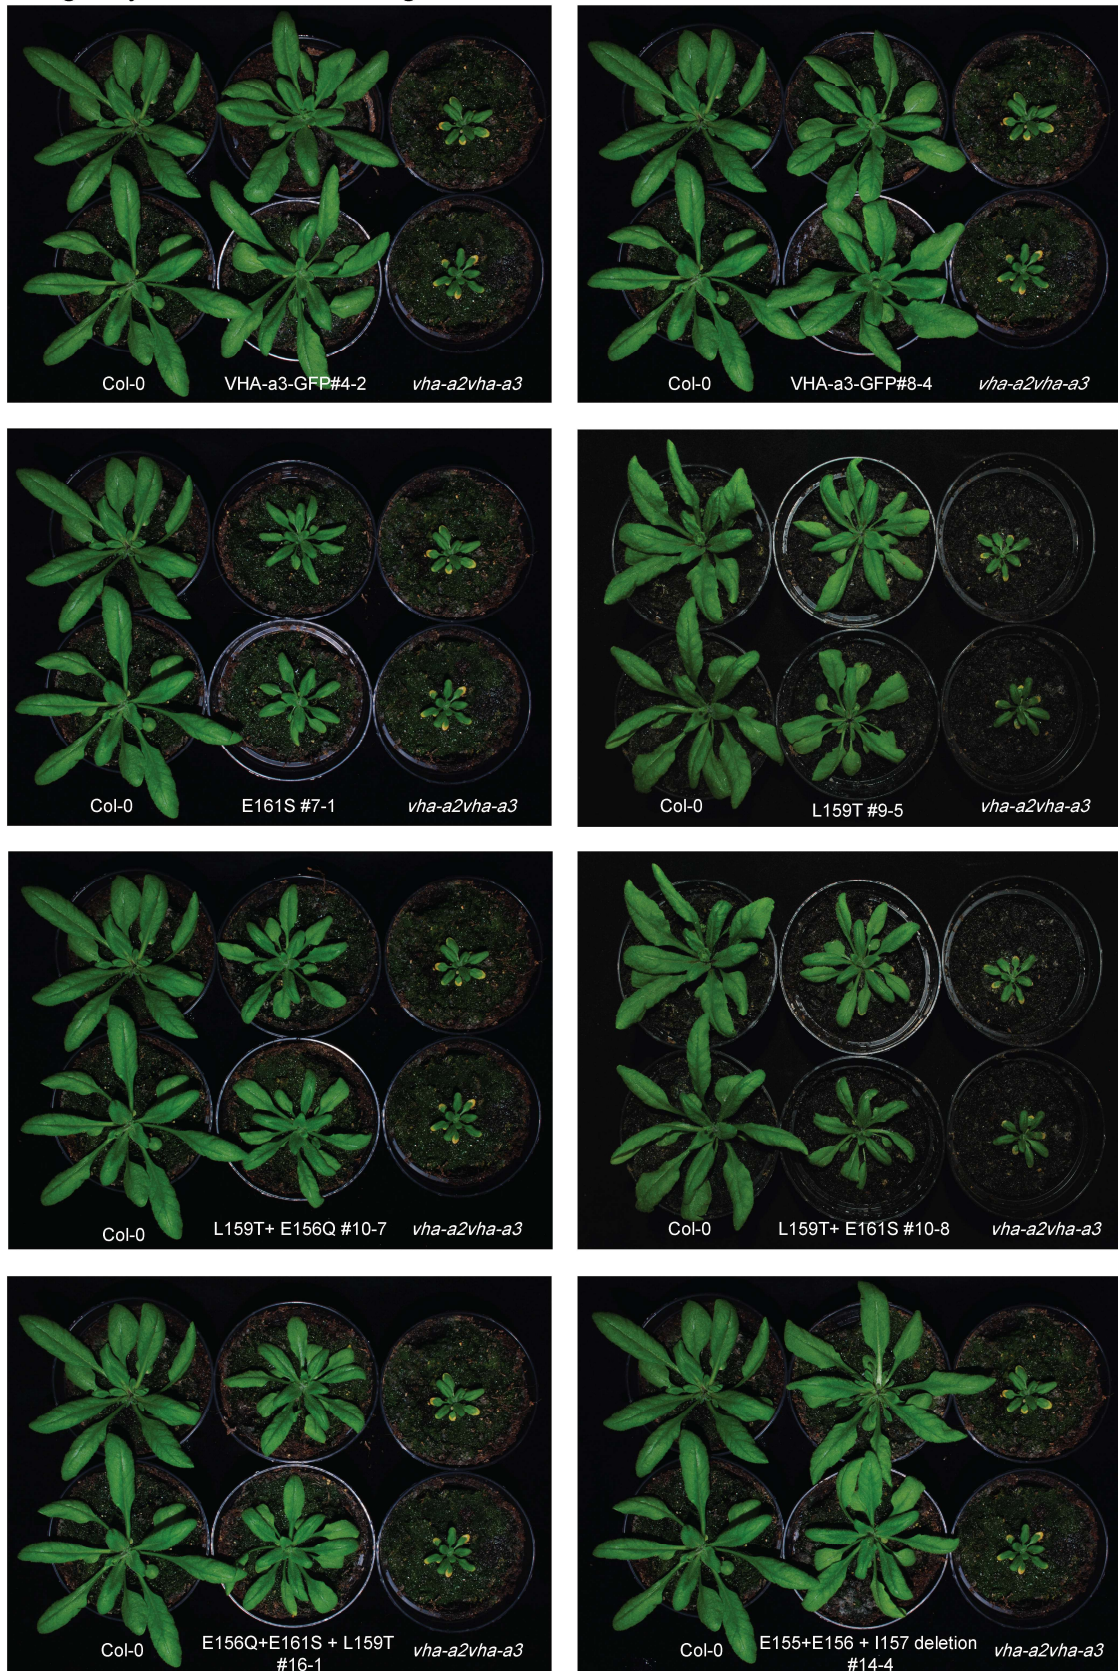 Col-0 VHA-a3-GFP#4-2 vha-a2vha-a3
Col-0 VHA-a3-GFP#8-4 vha-a2vha-a3
Col-0 E161S #7-1 vha-a2vha-a3
Col-0 L159T #9-5 vha-a2vha-a3
Col-0 L159T+ E156Q #10-7 vha-a2vha-a3
Col-0 L159T+ E161S #10-8 vha-a2vha-a3
Col-0 E156Q+E161S + L159T vha-a2vha-a3
#16-1
Col-0 E155+E156 + I157 deletion vha-a2vha-a3
#14-4